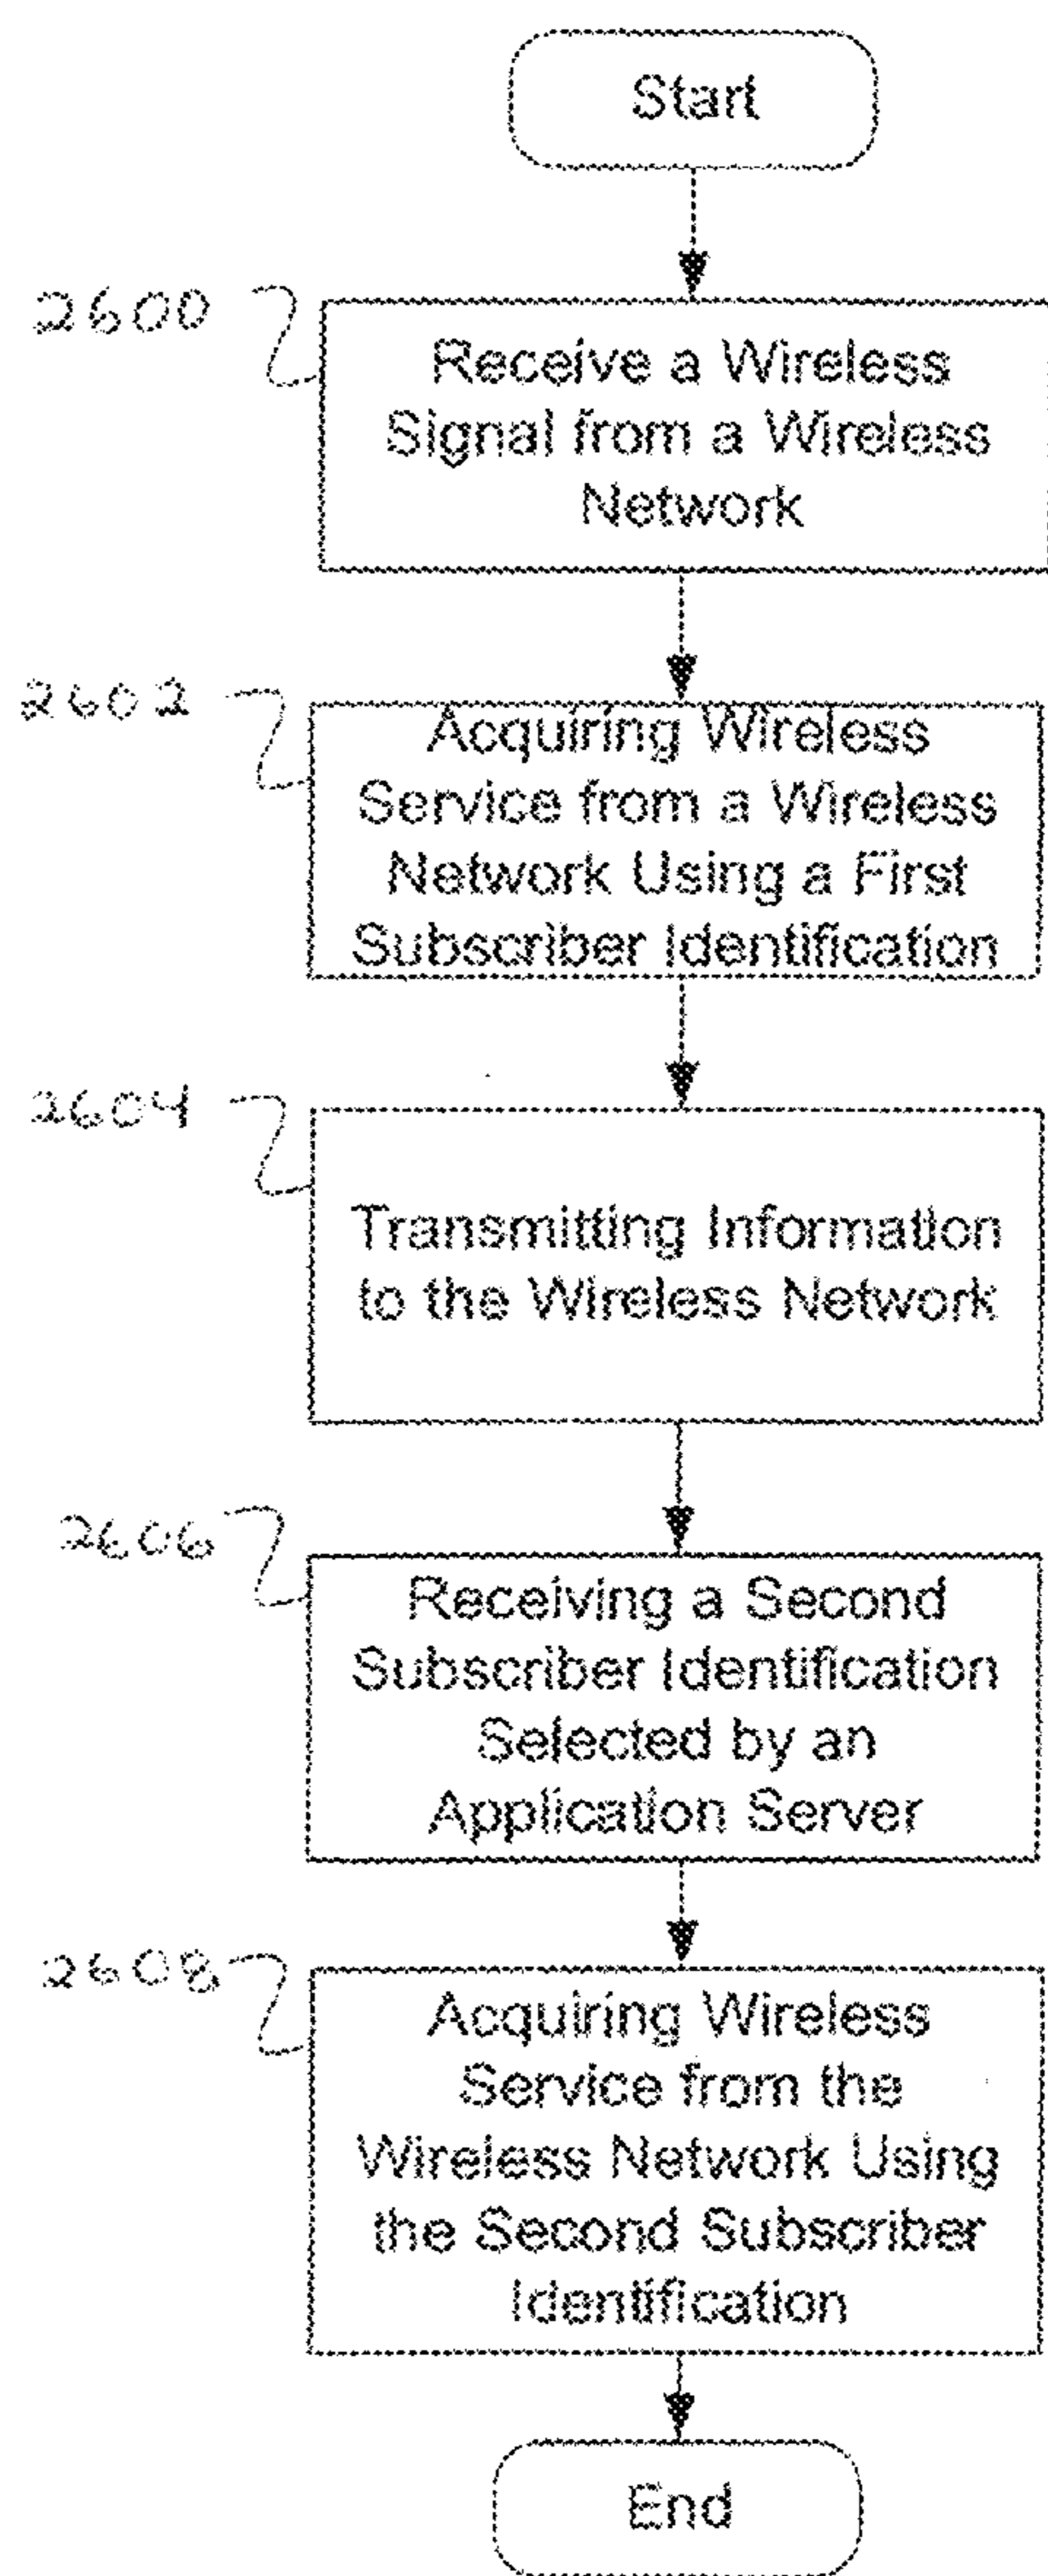 Start
2600
Receive a Wireless
Signal from a Wireless
Network
2602
Acquiring Wireless
Service from a Wireless
Network Using a First
Subscriber Identification
2604
Transmitting Information
to the Wireless Network
2606
Receiving a Second
Subscriber Identification
Selected by an
Application Server
2608
Acquiring Wireless
Service from the
Wireless Network Using
the Second Subscriber
Identification
End